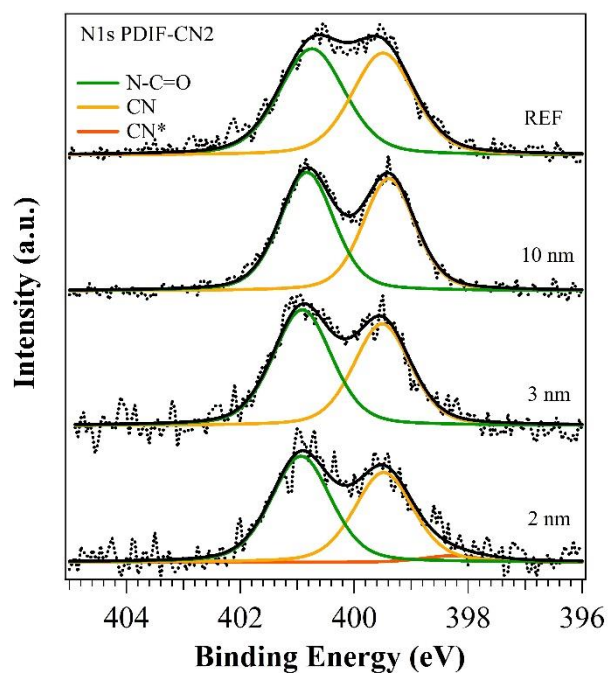 N1s PDIF-CN2
N-C=O
CN
CN*
REF
10 nm
3 nm
2 nm
Intensity (a.u.)
404 402 400 398 396
Binding Energy (eV)